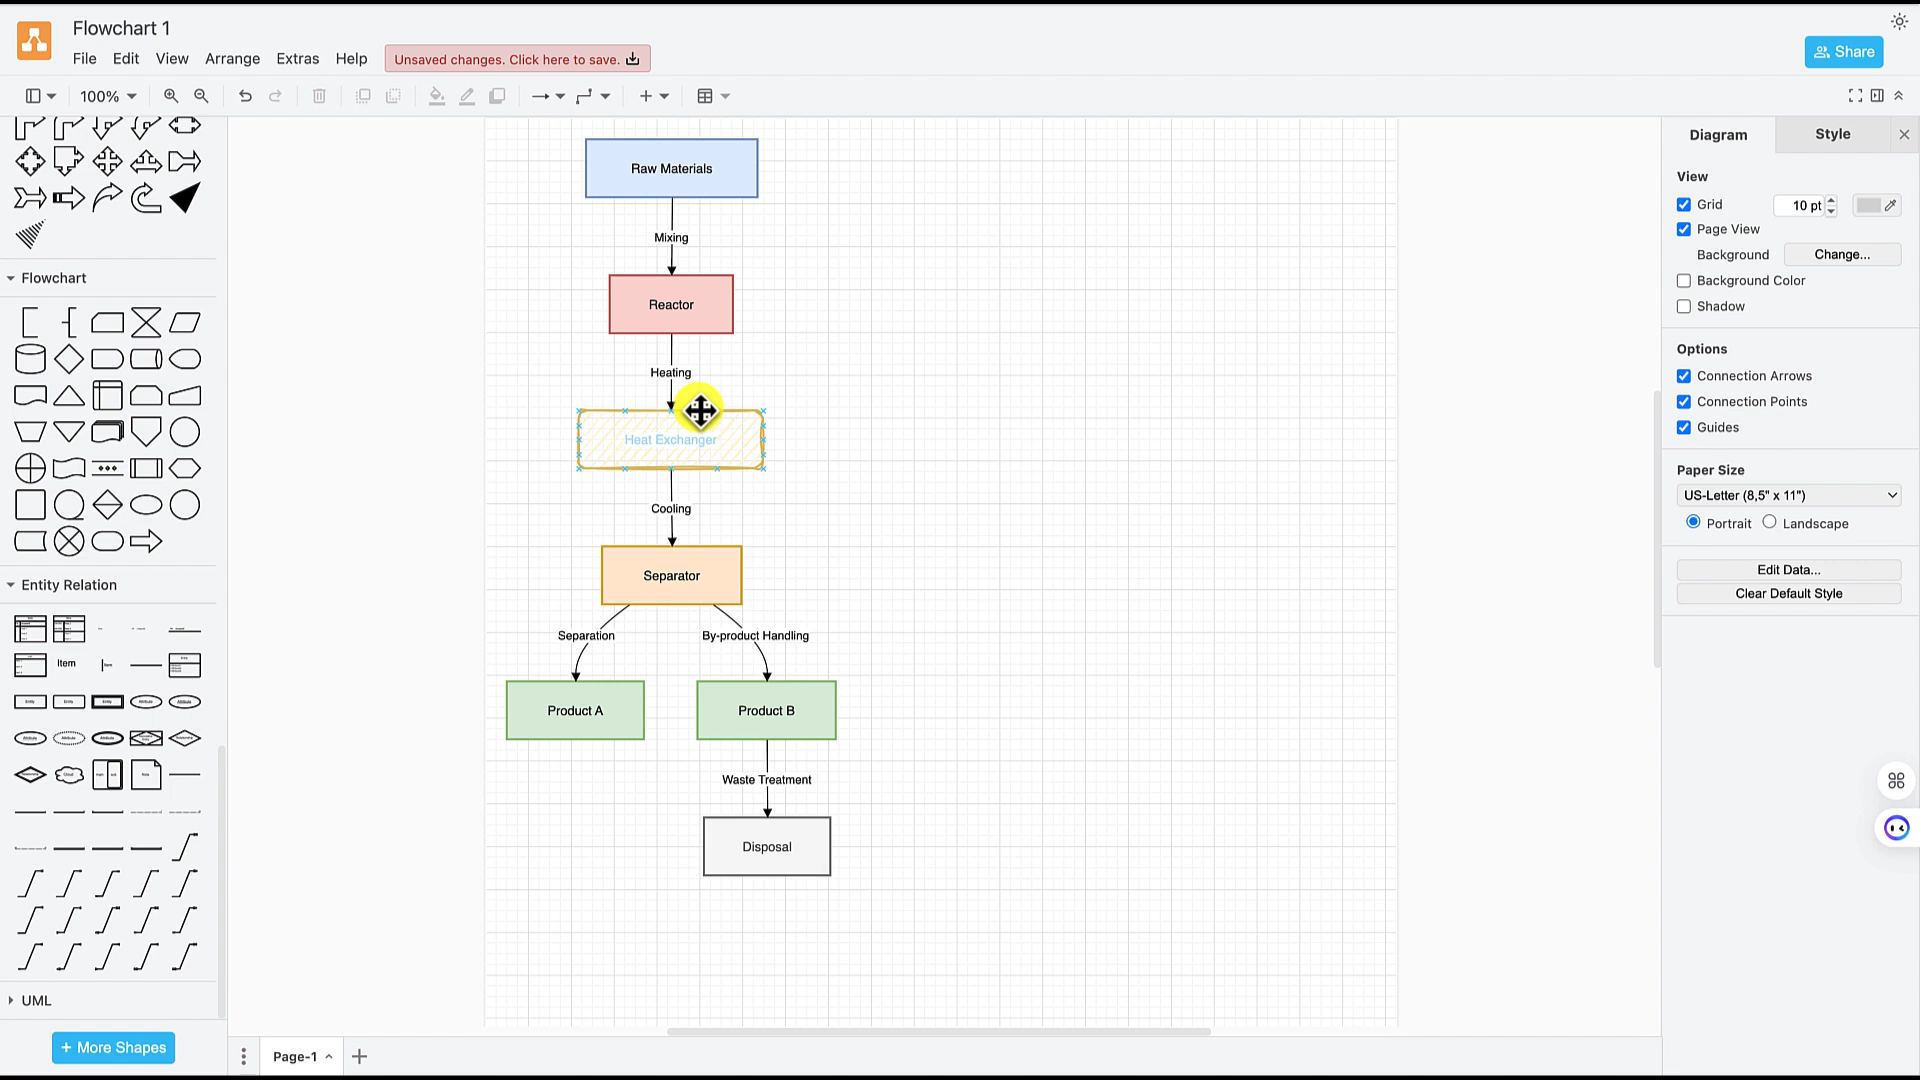 Flowchart 1
File Edit View Arrange Extras Help
Unsaved changes. Click here to save.
Share
100%
Flowchart
Entity Relation
Item
UML
+ More Shapes
Raw Materials
Mixing
Reactor
Heating
Heat Exchanger
Cooling
Separator
Separation
By-product Handling
Product A
Product B
Waste Treatment
Disposal
Page-1
Diagram
Style
View
Grid
10 pt
Page View
Background
Change...
Background Color
Shadow
Options
Connection Arrows
Connection Points
Guides
Paper Size
US-Letter (8,5" x 11")
Portrait
Landscape
Edit Data...
Clear Default Style